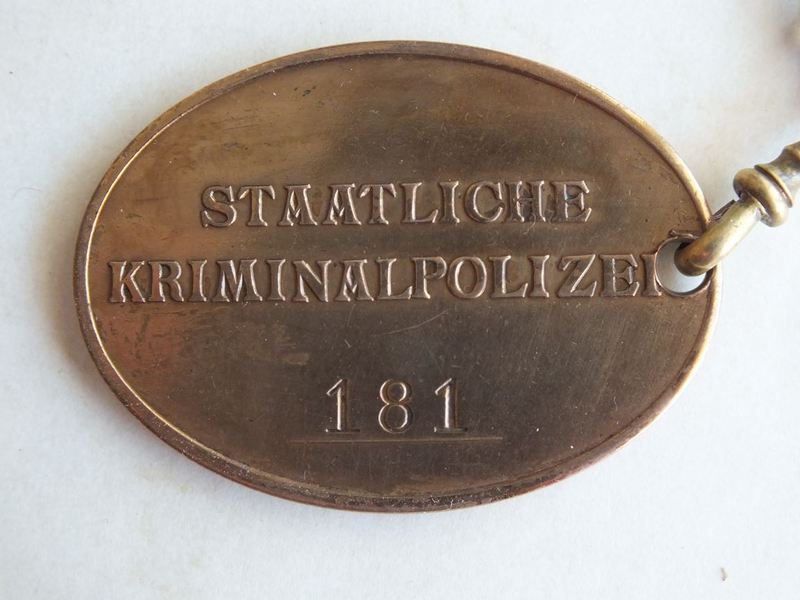 STAATLICHE
KRIMINALPOLIZEI
181